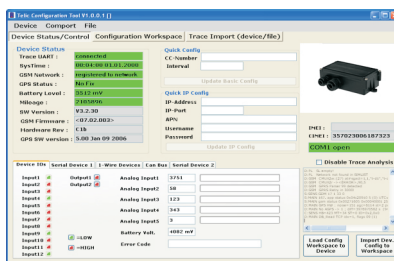 Telic Configuration Tool V1.0.0.1 []
Device Comport File
Device Status/Control Configuration Workspace Trace Import (device/file)
Device Status
Trace UART : connected
SysTime : 00:04:08 01.01.2000
GSM Network : registered to network
GPS Status : No Fix
Battery Level : 5512 mV
Mileage : 2105096
SW Version : V3.2.30
GSM Firmware : <07.02.003>
Hardware Rev : C1b
GPS SW version : 5.00 Jan 09 2006
Quick Config
CC-Number
Interval
Update Basic Config
Quick IP Config
IP-Address
IP-Port
APN
Username
Password
Update IP Config
IMEI :
CIMEI : 357023006187323
COM1 open
Disable Trace Analysis
Device IOs Serial Device 1 1-Wire Devices Can Bus Serial Device 2
Input1 Output1 Analog Input1 3751
Input2 Output2
Input3 Analog Input2 50
Input4
Input5 Analog Input3 123
Input6
Input7 Analog Input4 343
Input8
Input9 Analog Input5 3
Input10 =LOW Battery Volt. 4082 mV
Input11 =HIGH Error Code
Input12
Load Config Workspace to Device
Import Dev. Config to Workspace